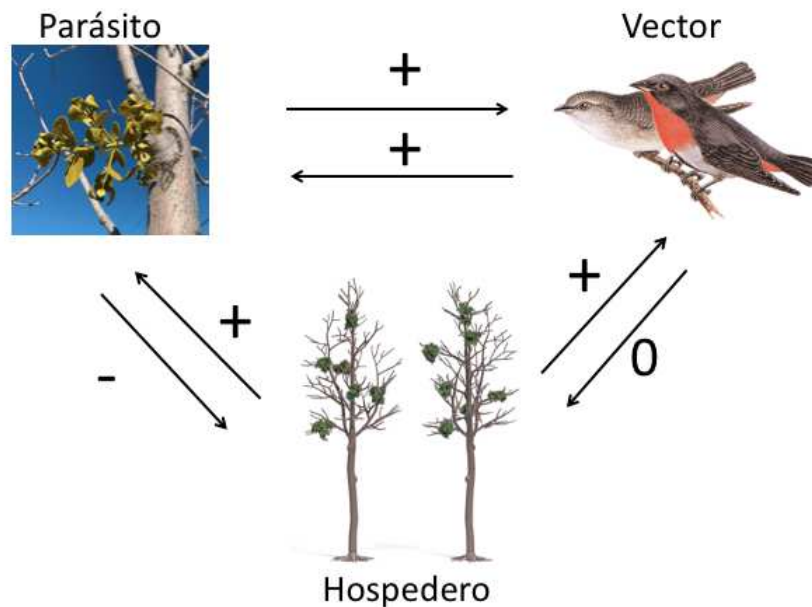 Parásito
Vector
+
+
+
-
+
0
Hospedero